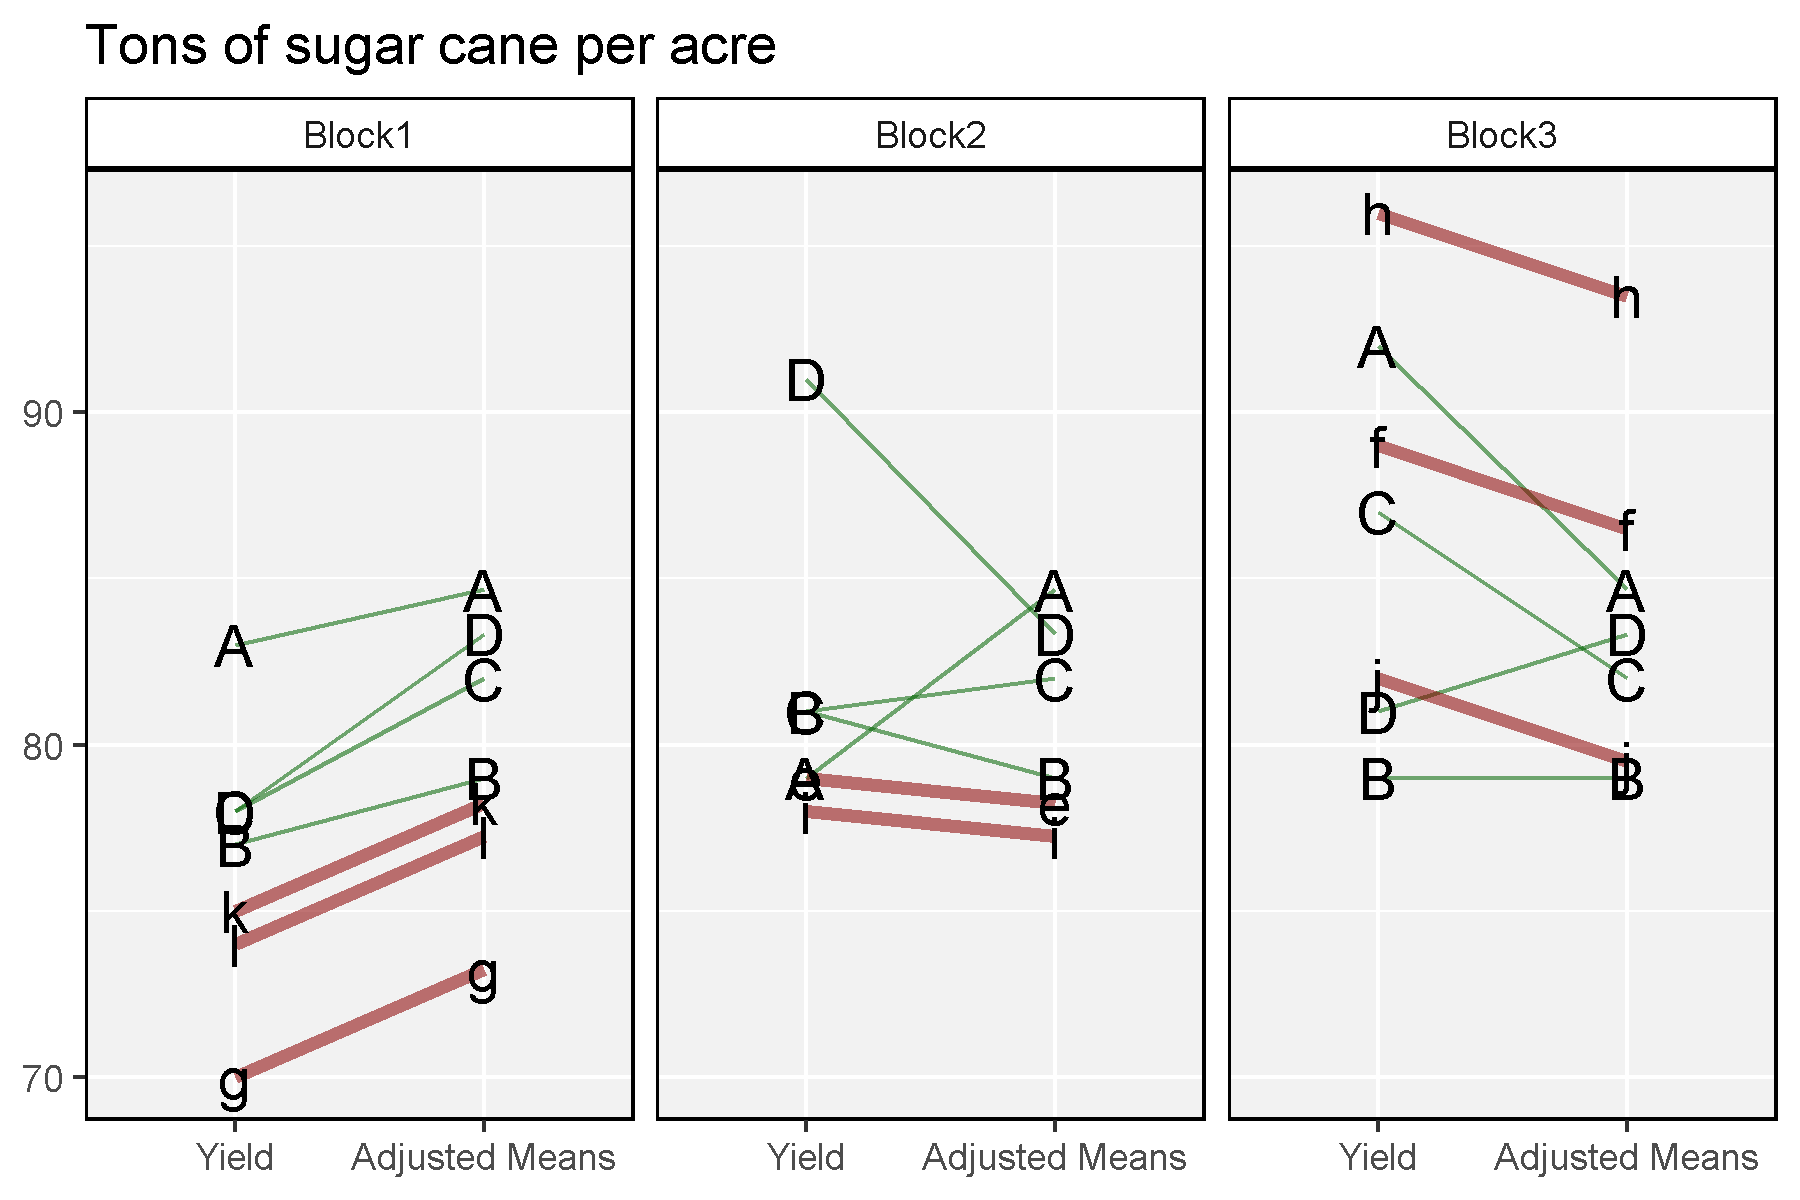 Tons of sugar cane per acre
Block1 Block2 Block3
h
h
A
D
90
f
f
C
A A A
D D D
A
C C C
j
B C D
80
j
B B B B
D C A e e
B k i i
k
l
l
g
g
70
Yield Adjusted Means Yield Adjusted Means Yield Adjusted Means